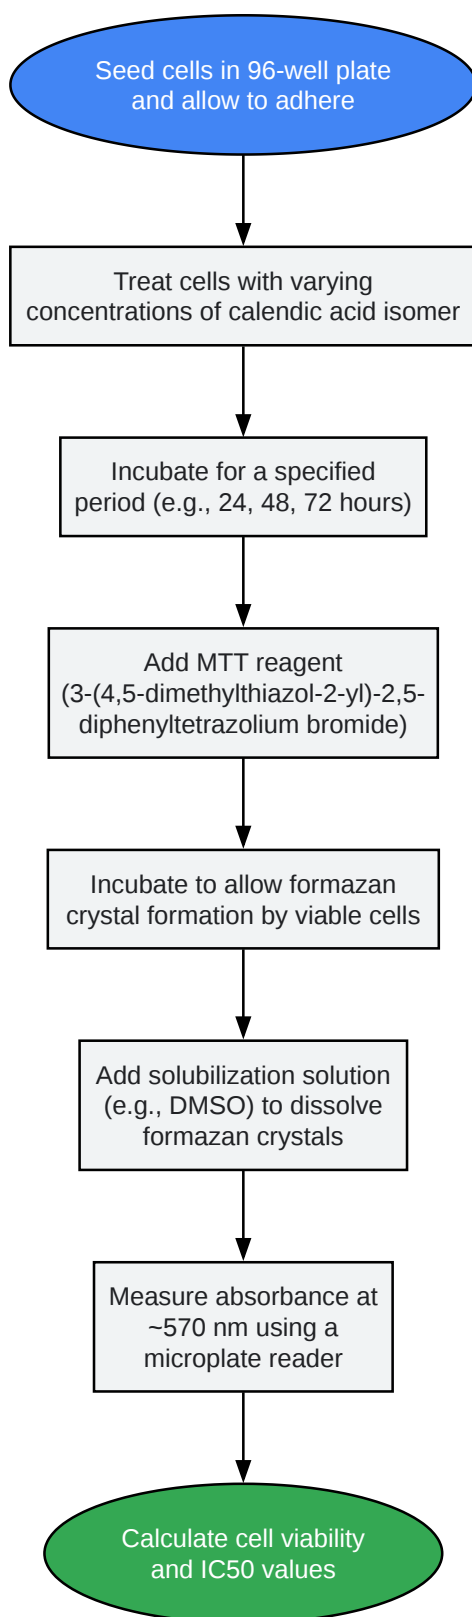 Seed cells in 96-well plate
and allow to adhere
Treat cells with varying
concentrations of calendic acid isomer
Incubate for a specified
period (e.g., 24, 48, 72 hours)
Add MTT reagent
(3-(4,5-dimethylthiazol-2-yl)-2,5-
diphenyltetrazolium bromide)
Incubate to allow formazan
crystal formation by viable cells
Add solubilization solution
(e.g., DMSO) to dissolve
formazan crystals
Measure absorbance at
~570 nm using a
microplate reader
Calculate cell viability
and IC50 values